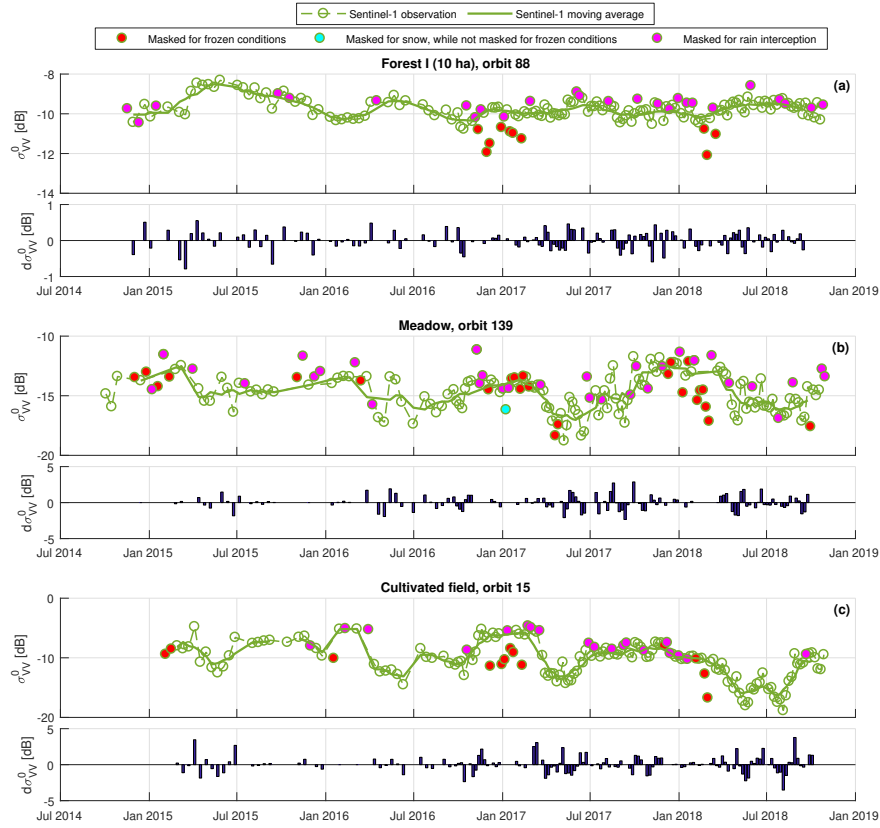 Sentinel-1 observation Sentinel-1 moving average
Masked for frozen conditions Masked for snow, while not masked for frozen conditions Masked for rain interception
Forest I (10 ha), orbit 88
(a)
-8
-10
-12
-14
σ⁰VV [dB]
1
0
-1
dσ⁰VV [dB]
Jul 2014 Jan 2015 Jul 2015 Jan 2016 Jul 2016 Jan 2017 Jul 2017 Jan 2018 Jul 2018 Jan 2019
Meadow, orbit 139
(b)
-10
-15
-20
σ⁰VV [dB]
5
0
-5
dσ⁰VV [dB]
Jul 2014 Jan 2015 Jul 2015 Jan 2016 Jul 2016 Jan 2017 Jul 2017 Jan 2018 Jul 2018 Jan 2019
Cultivated field, orbit 15
(c)
0
-10
-20
σ⁰VV [dB]
5
0
-5
dσ⁰VV [dB]
Jul 2014 Jan 2015 Jul 2015 Jan 2016 Jul 2016 Jan 2017 Jul 2017 Jan 2018 Jul 2018 Jan 2019